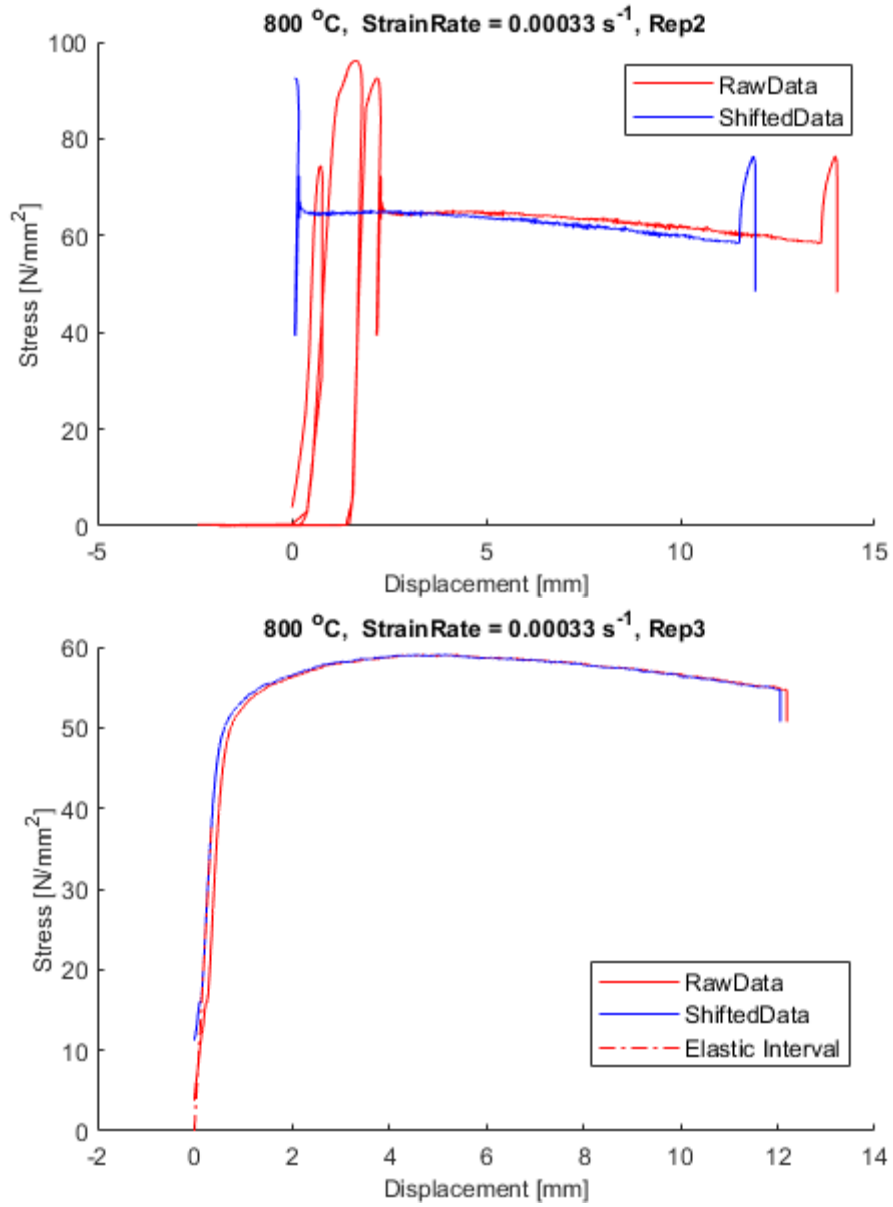 800 °C, StrainRate = 0.00033 s⁻¹, Rep2
100
80
60
40
20
0
Stress [N/mm²]
RawData
ShiftedData
-5
0
5
10
15
Displacement [mm]
800 °C, StrainRate = 0.00033 s⁻¹, Rep3
60
50
40
30
20
10
0
Stress [N/mm²]
RawData
ShiftedData
Elastic Interval
-2
0
2
4
6
8
10
12
14
Displacement [mm]